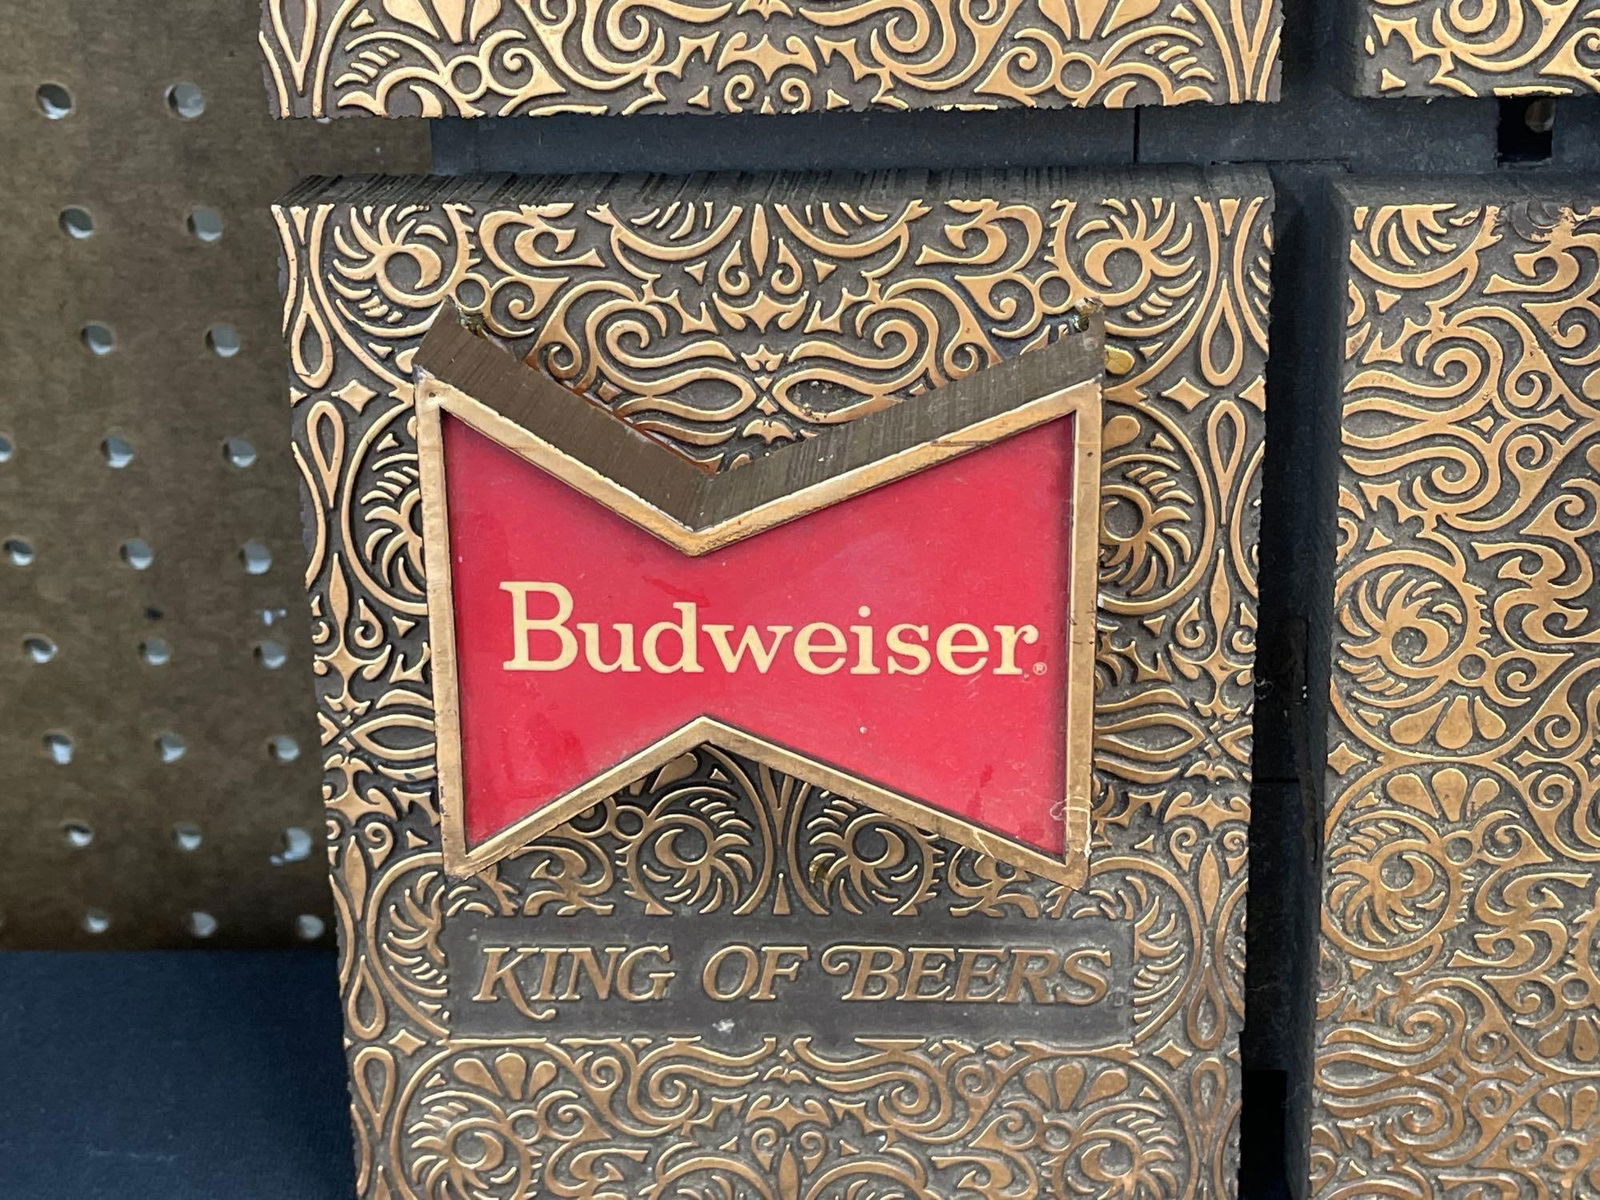 Budweiser®
KING OF BEERS